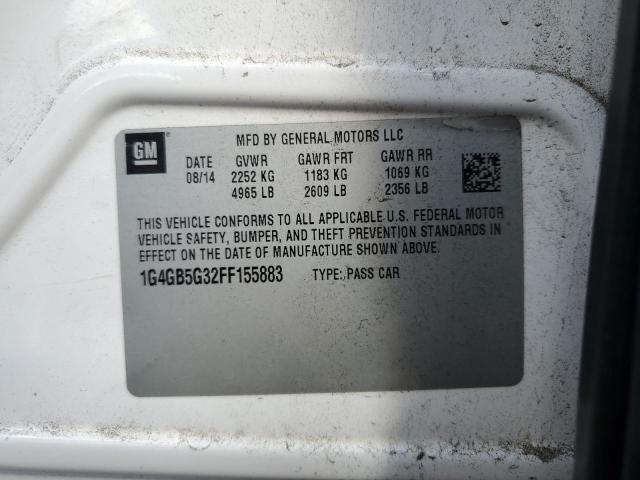 GM
MFD BY GENERAL MOTORS LLC
DATE GVWR GAWR FRT GAWR RR
08/14 2252 KG 1183 KG 1069 KG
4965 LB 2609 LB 2356 LB
THIS VEHICLE CONFORMS TO ALL APPLICABLE U.S. FEDERAL MOTOR
VEHICLE SAFETY, BUMPER, AND THEFT PREVENTION STANDARDS IN
EFFECT ON THE DATE OF MANUFACTURE SHOWN ABOVE.
1G4GB5G32FF155883 TYPE: PASS CAR